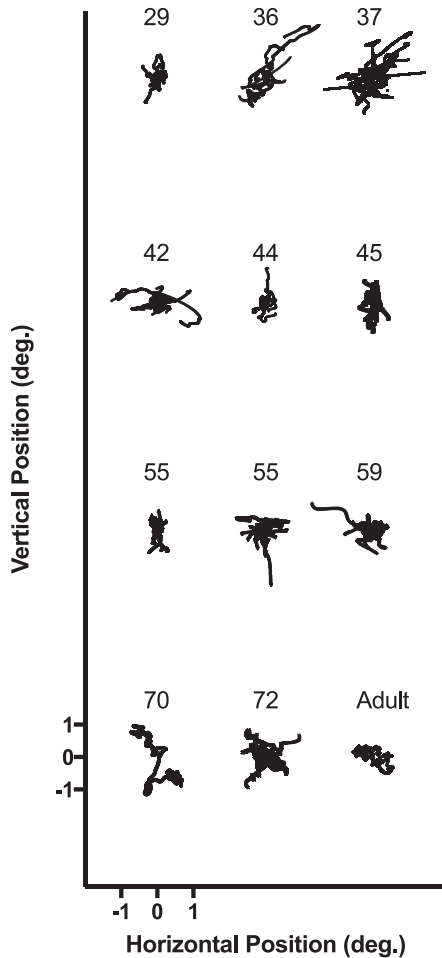 29 36 37
42 44 45
55 55 59
70 72 Adult
1
0
-1
-1 0 1
Horizontal Position (deg.)
Vertical Position (deg.)